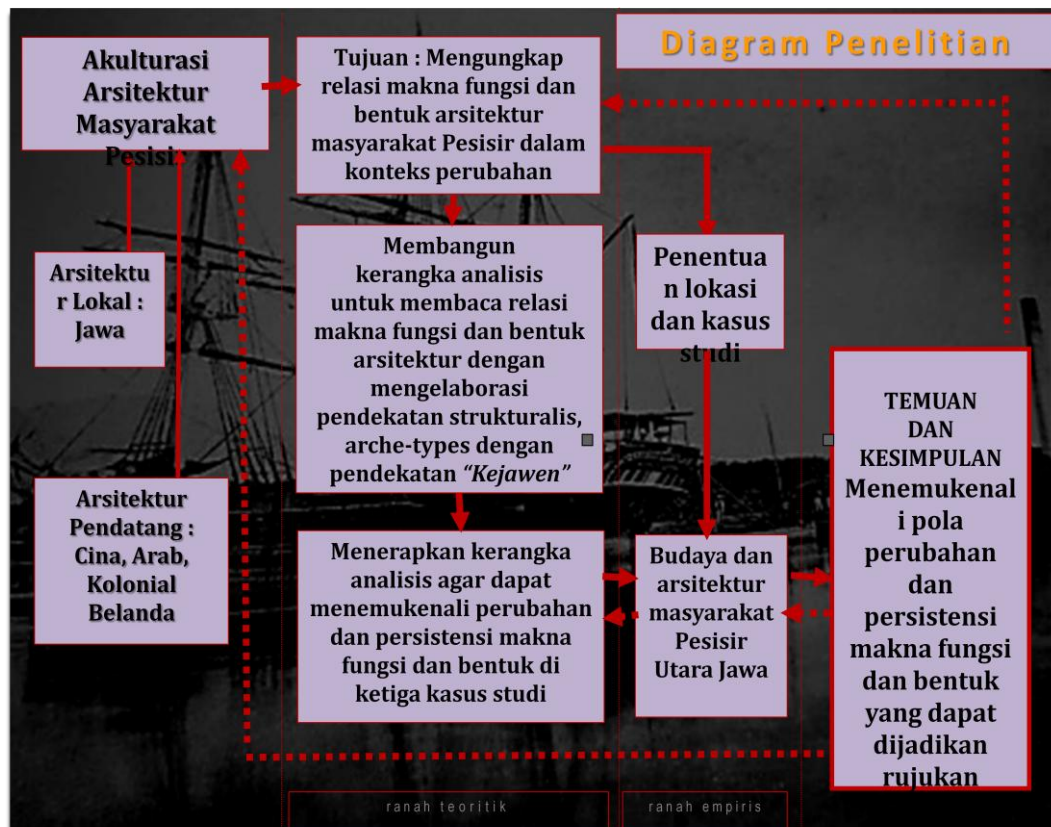 Diagram Penelitian
Akulturasi
Arsitektur
Masyarakat
Pesisir
Tujuan : Mengungkap
relasi makna fungsi dan
bentuk arsitektur
masyarakat Pesisir dalam
konteks perubahan
Arsitektu
r Lokal :
Jawa
Membangun
kerangka analisis
untuk membaca relasi
makna fungsi dan bentuk
arsitektur dengan
mengelaborasi
pendekatan strukturalis,
arche-types dengan
pendekatan “Kejawen”
Penentua
n lokasi
dan kasus
studi
Arsitektur
Pendatang :
Cina, Arab,
Kolonial
Belanda
Menerapkan kerangka
analisis agar dapat
menemukenali perubahan
dan persistensi makna
fungsi dan bentuk di
ketiga kasus studi
Budaya dan
arsitektur
masyarakat
Pesisir
Utara Jawa
TEMUAN
DAN
KESIMPULAN
Menemukenal
i pola
perubahan
dan
persistensi
makna fungsi
dan bentuk
yang dapat
dijadikan
rujukan
ranah teoritik
ranah empiris